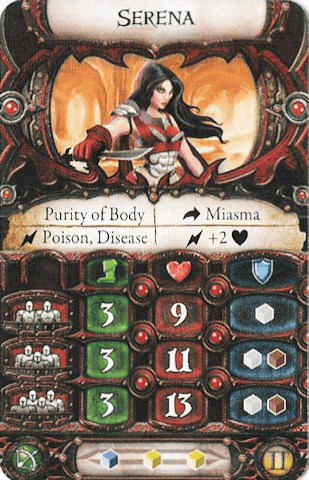 Serena
Purity of Body
Miasma
Poison, Disease
+2
3 9
3 11
3 13
II